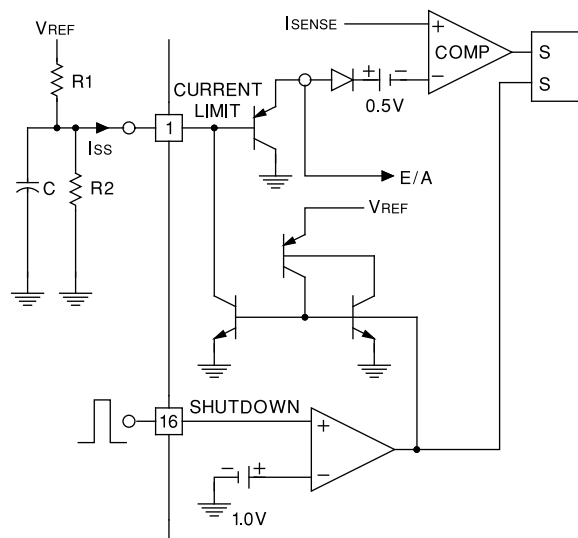 VREF
R1
ISS
C
R2
1
CURRENT
LIMIT
ISENSE
+
−
COMP
S
S
+
−
0.5V
E/A
VREF
16
SHUTDOWN
+
−
−
+
1.0V